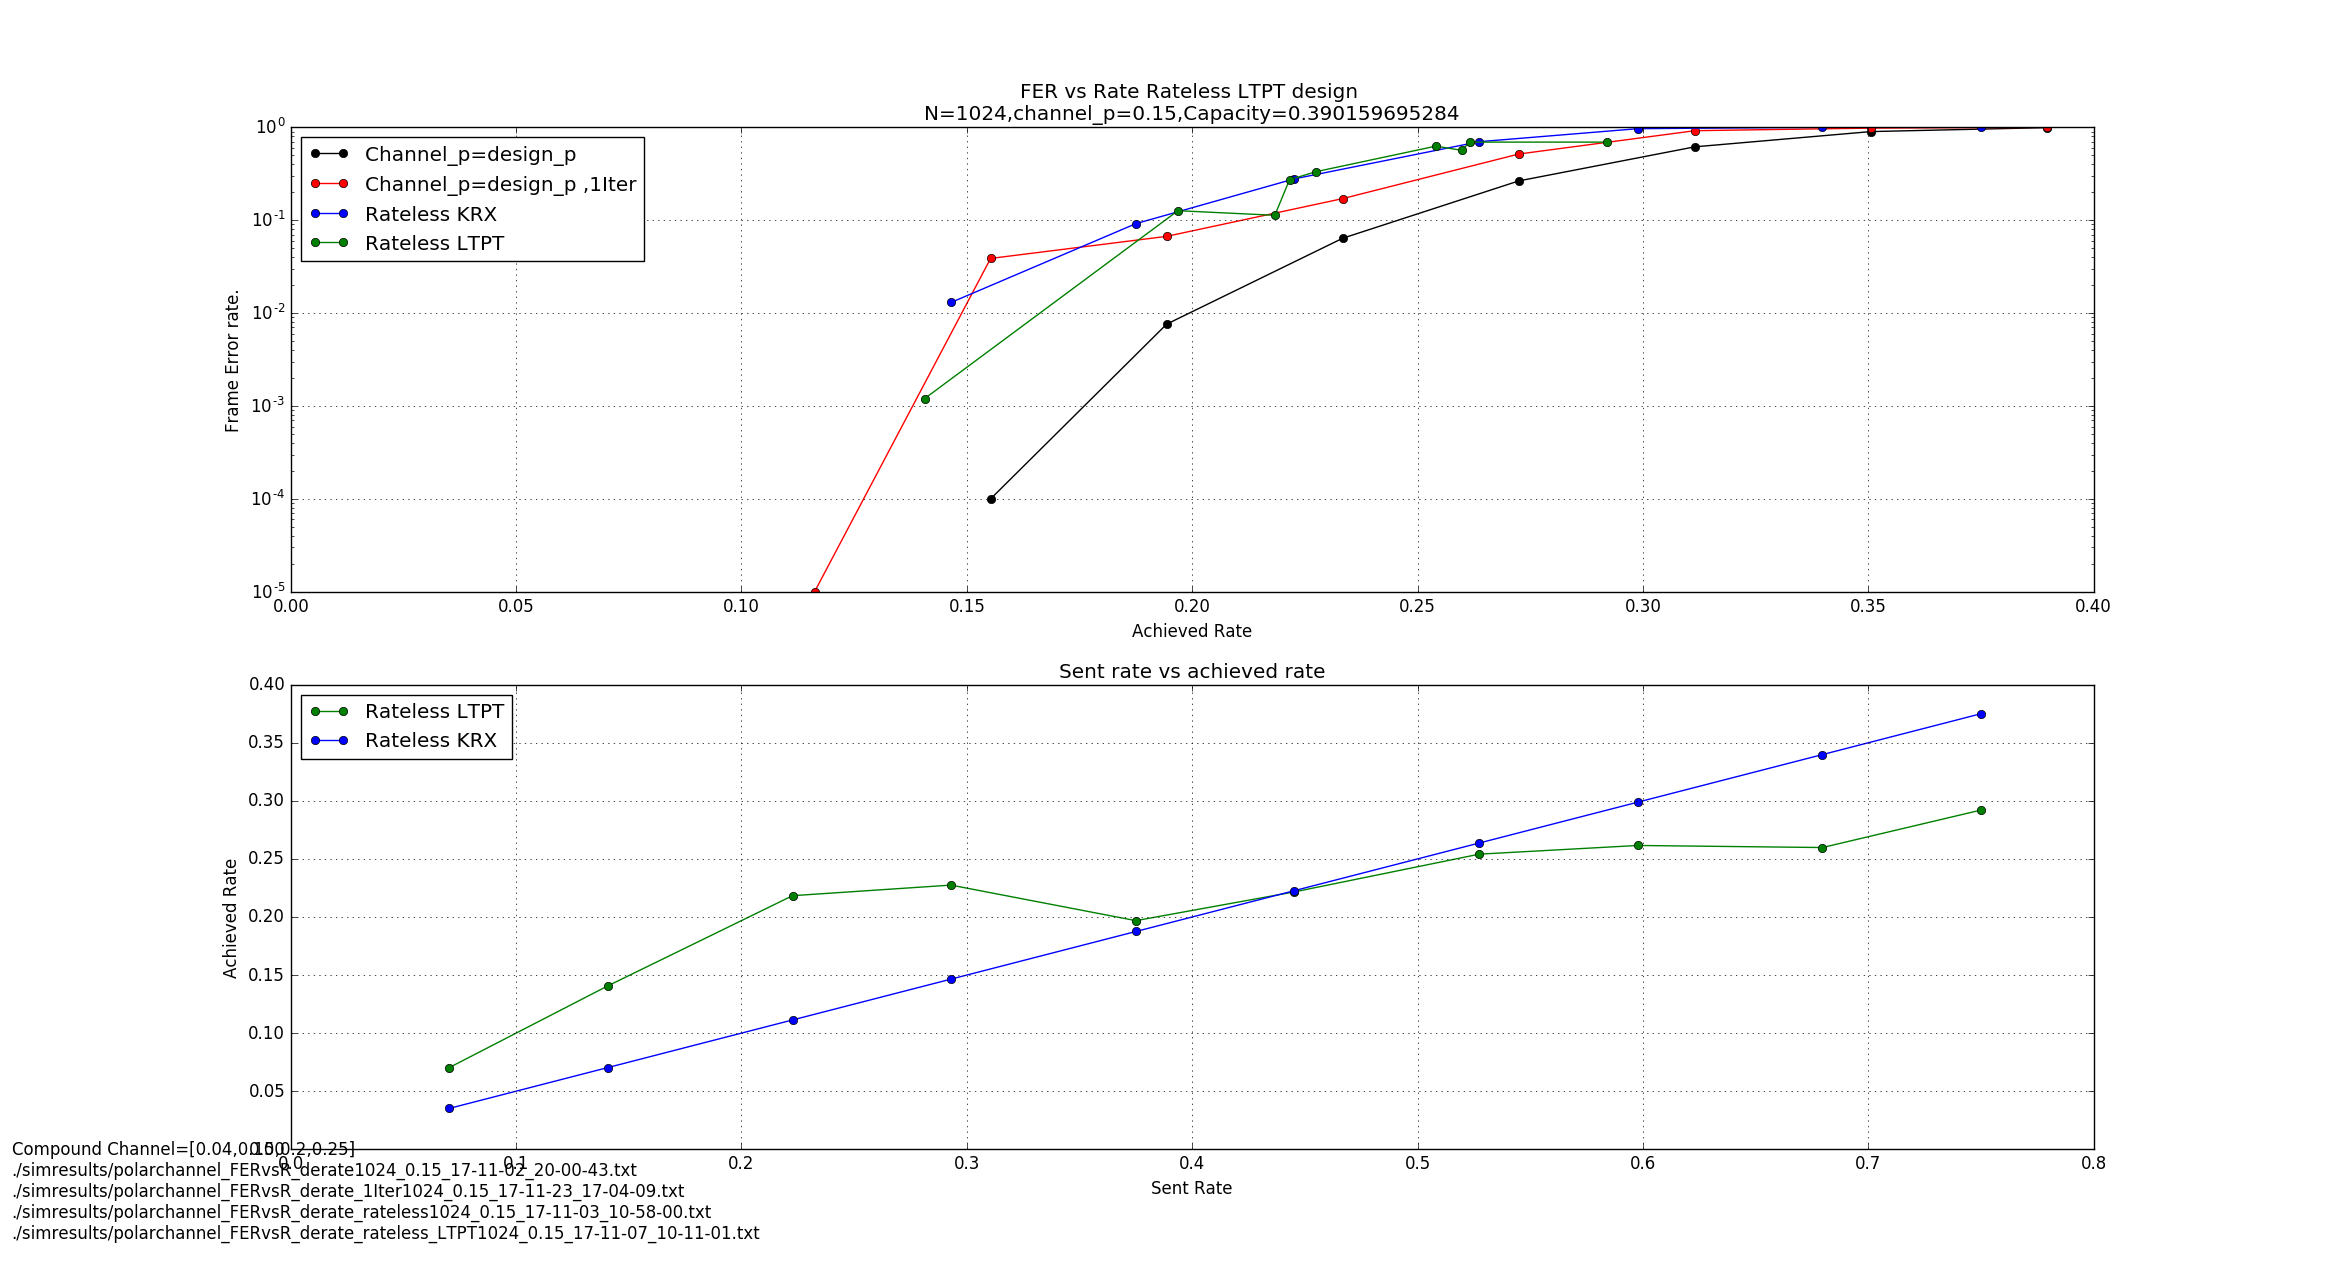 FER vs Rate Rateless LTPT design
N=1024,channel_p=0.15,Capacity=0.390159695284
10^0
10^-1
10^-2
10^-3
10^-4
10^-5
Frame Error rate.
Channel_p=design_p
Channel_p=design_p ,1Iter
Rateless KRX
Rateless LTPT
0.00 0.05 0.10 0.15 0.20 0.25 0.30 0.35 0.40
Achieved Rate
Sent rate vs achieved rate
0.40
0.35
0.30
0.25
0.20
0.15
0.10
0.05
0.00
Achieved Rate
Rateless LTPT
Rateless KRX
0.0 0.1 0.2 0.3 0.4 0.5 0.6 0.7 0.8
Sent Rate
Compound Channel=[0.04,0.15,0.2,0.25]
./simresults/polarchannel_FERvsR_derate1024_0.15_17-11-02_20-00-43.txt
./simresults/polarchannel_FERvsR_derate_1Iter1024_0.15_17-11-23_17-04-09.txt
./simresults/polarchannel_FERvsR_derate_rateless1024_0.15_17-11-03_10-58-00.txt
./simresults/polarchannel_FERvsR_derate_rateless_LTPT1024_0.15_17-11-07_10-11-01.txt